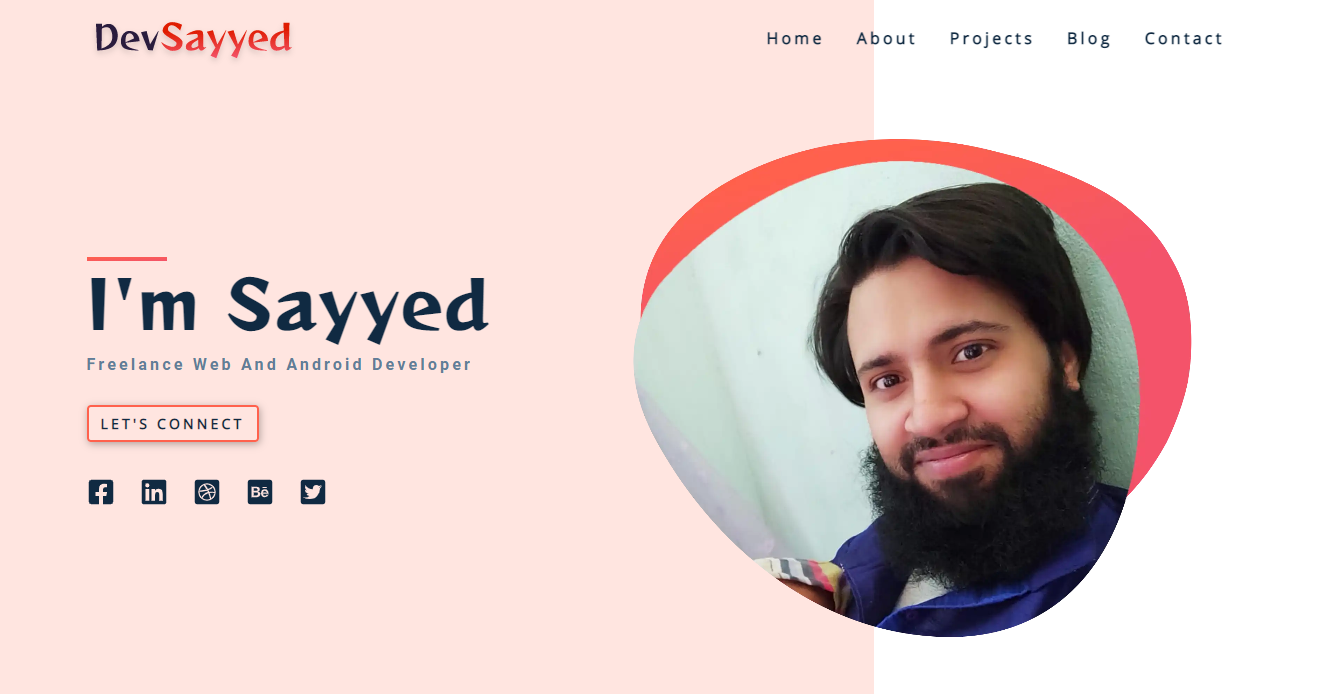 DevSayyed
Home About Projects Blog Contact
I'm Sayyed
Freelance Web And Android Developer
LET'S CONNECT